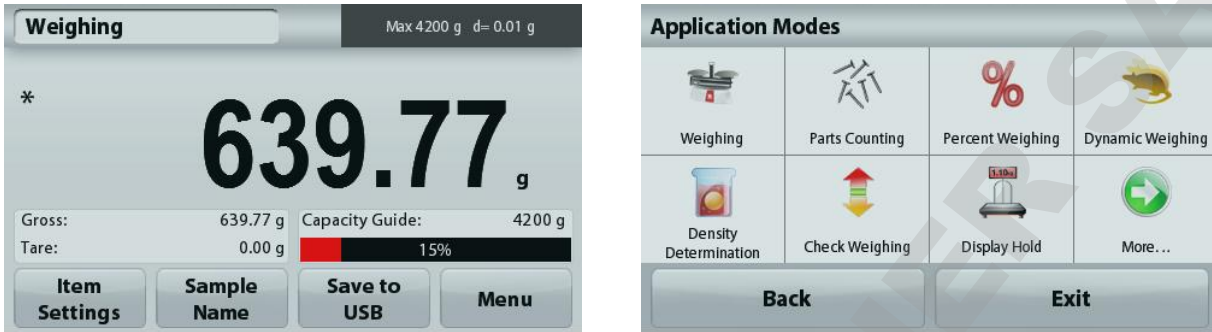 Weighing
Max 4200 g d= 0.01 g
*
639.77 g
Gross: 639.77 g
Tare: 0.00 g
Capacity Guide: 4200 g
15%
Item
Settings
Sample
Name
Save to
USB
Menu
Application Modes
Weighing
Parts Counting
%
Percent Weighing
Dynamic Weighing
Density
Determination
Check Weighing
1.10g
Display Hold
More...
Back
Exit